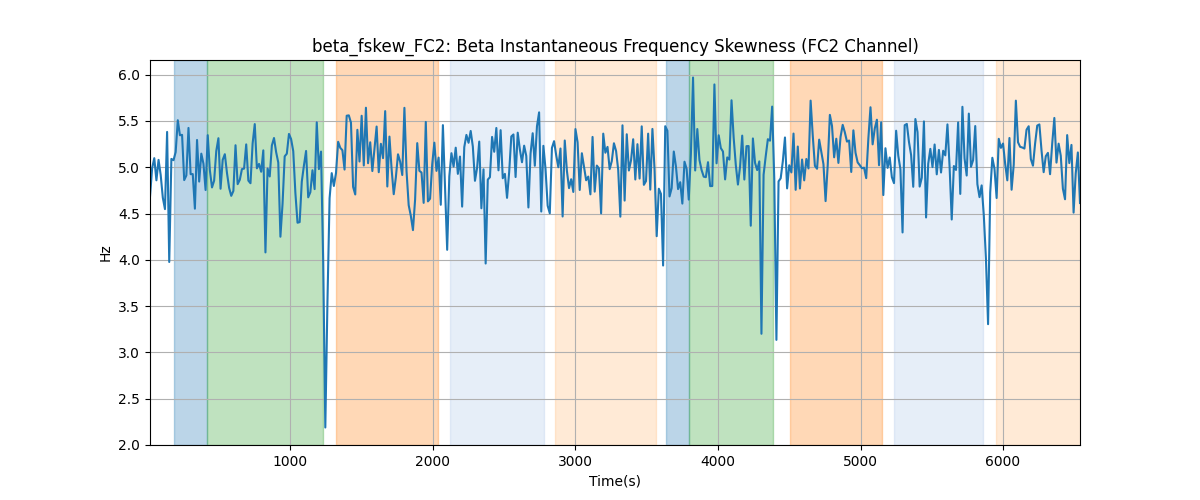 beta_fskew_FC2: Beta Instantaneous Frequency Skewness (FC2 Channel)
6.0
5.5
5.0
4.5
4.0
3.5
3.0
2.5
2.0
Hz
1000 2000 3000 4000 5000 6000
Time(s)